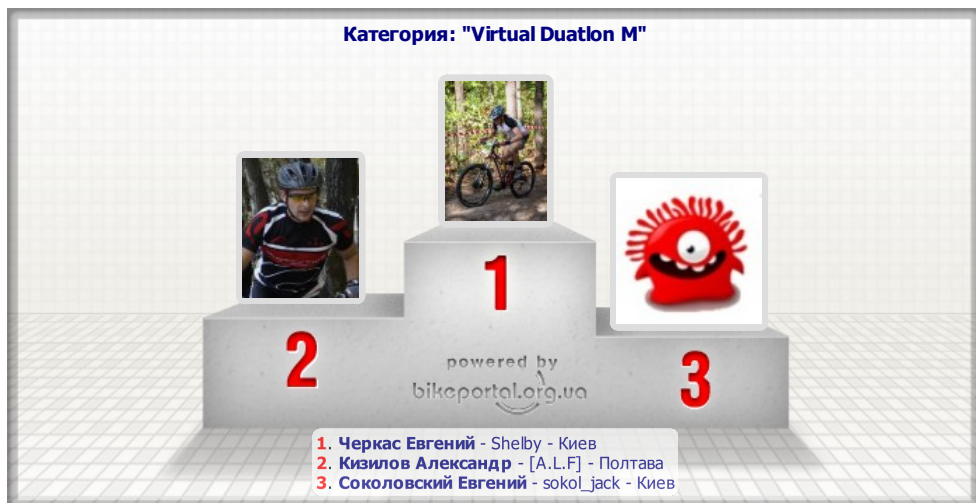 Категория: "Virtual Duatlon M"
1
2
3
powered by
bikeportal.org.ua
1. Черкас Евгений - Shelby - Киев
2. Кизилов Александр - [A.L.F] - Полтава
3. Соколовский Евгений - sokol_jack - Киев